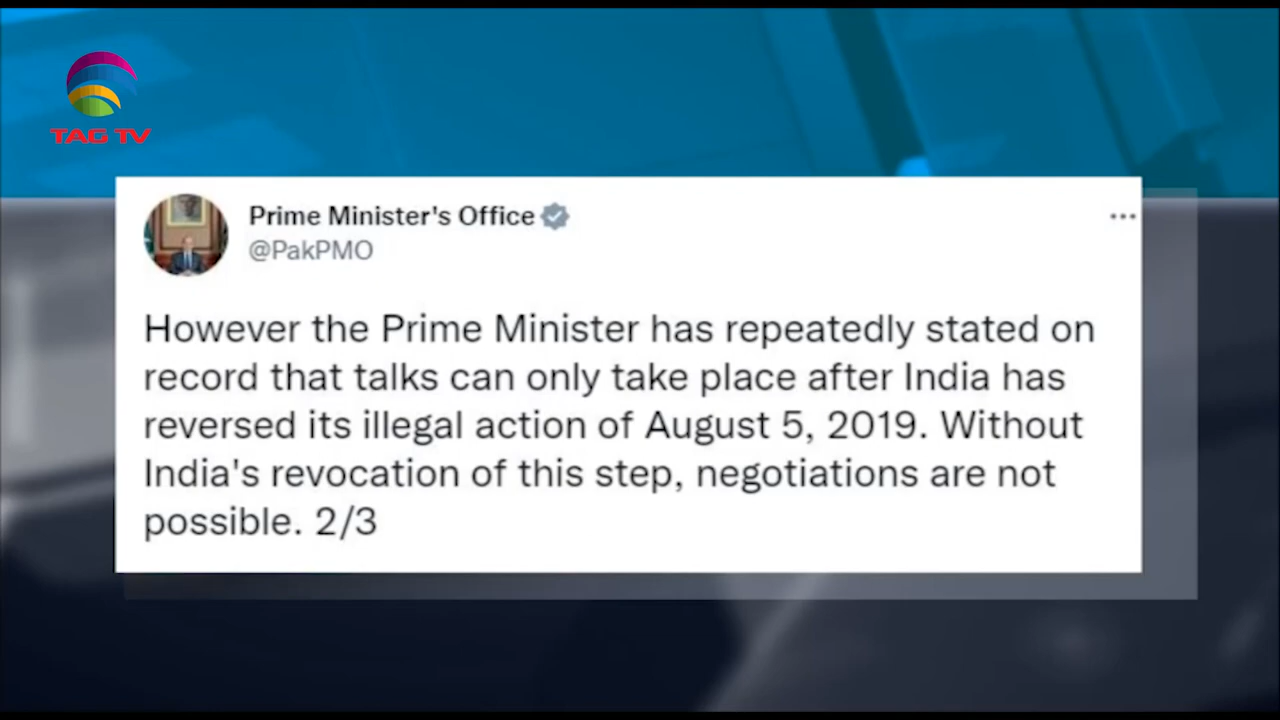 TAG TV
Prime Minister's Office
@PakPMO
However the Prime Minister has repeatedly stated on
record that talks can only take place after India has
reversed its illegal action of August 5, 2019. Without
India's revocation of this step, negotiations are not
possible. 2/3